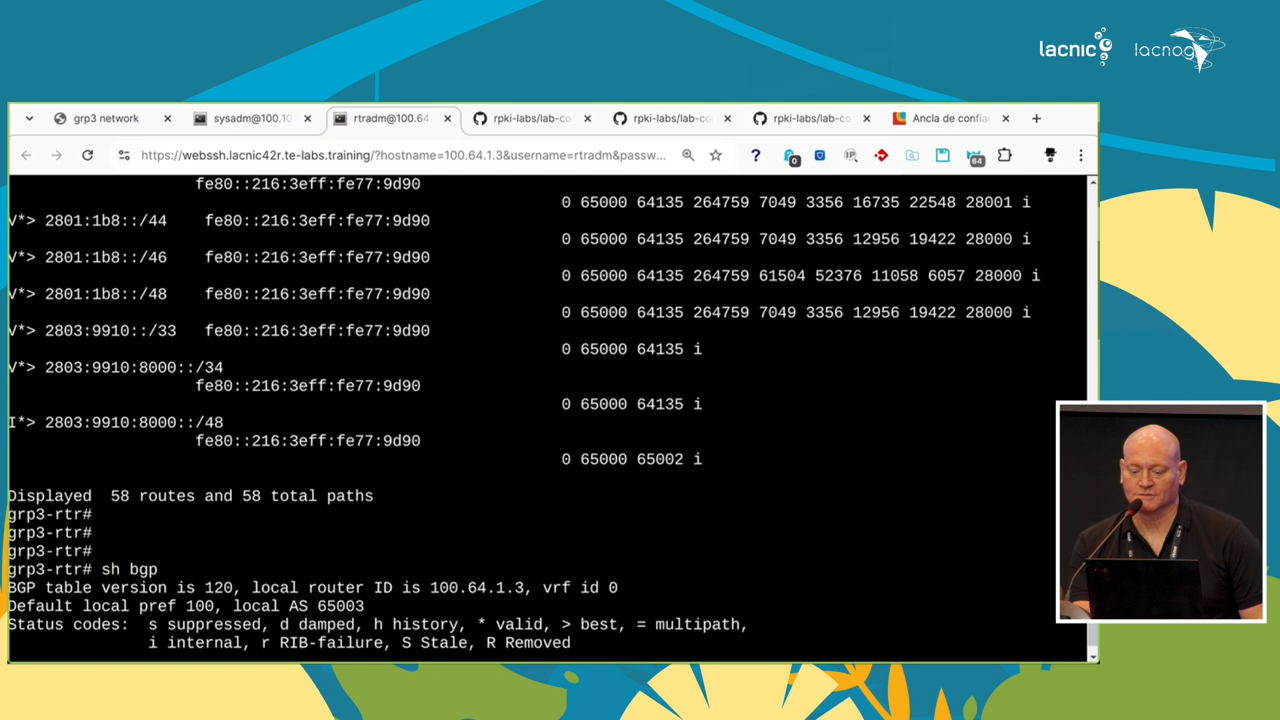 lacnic
lacnog
grp3 network
sysadm@100.10
rtradm@100.64
rpki-labs/lab-co
rpki-labs/lab-co
rpki-labs/lab-co
Ancla de confia
https://webssh.lacnic42r.te-labs.training/?hostname=100.64.1.3&username=rtradm&passw...
0
IP
64
fe80::216:3eff:fe77:9d90
0 65000 64135 264759 7049 3356 16735 22548 28001 i
V*> 2801:1b8::/44 fe80::216:3eff:fe77:9d90
0 65000 64135 264759 7049 3356 12956 19422 28000 i
V*> 2801:1b8::/46 fe80::216:3eff:fe77:9d90
0 65000 64135 264759 61504 52376 11058 6057 28000 i
V*> 2801:1b8::/48 fe80::216:3eff:fe77:9d90
0 65000 64135 264759 7049 3356 12956 19422 28000 i
V*> 2803:9910::/33 fe80::216:3eff:fe77:9d90
0 65000 64135 i
V*> 2803:9910:8000::/34
fe80::216:3eff:fe77:9d90
0 65000 64135 i
I*> 2803:9910:8000::/48
fe80::216:3eff:fe77:9d90
0 65000 65002 i
Displayed 58 routes and 58 total paths
grp3-rtr#
grp3-rtr#
grp3-rtr#
grp3-rtr# sh bgp
BGP table version is 120, local router ID is 100.64.1.3, vrf id 0
Default local pref 100, local AS 65003
Status codes: s suppressed, d damped, h history, * valid, > best, = multipath,
i internal, r RIB-failure, S Stale, R Removed